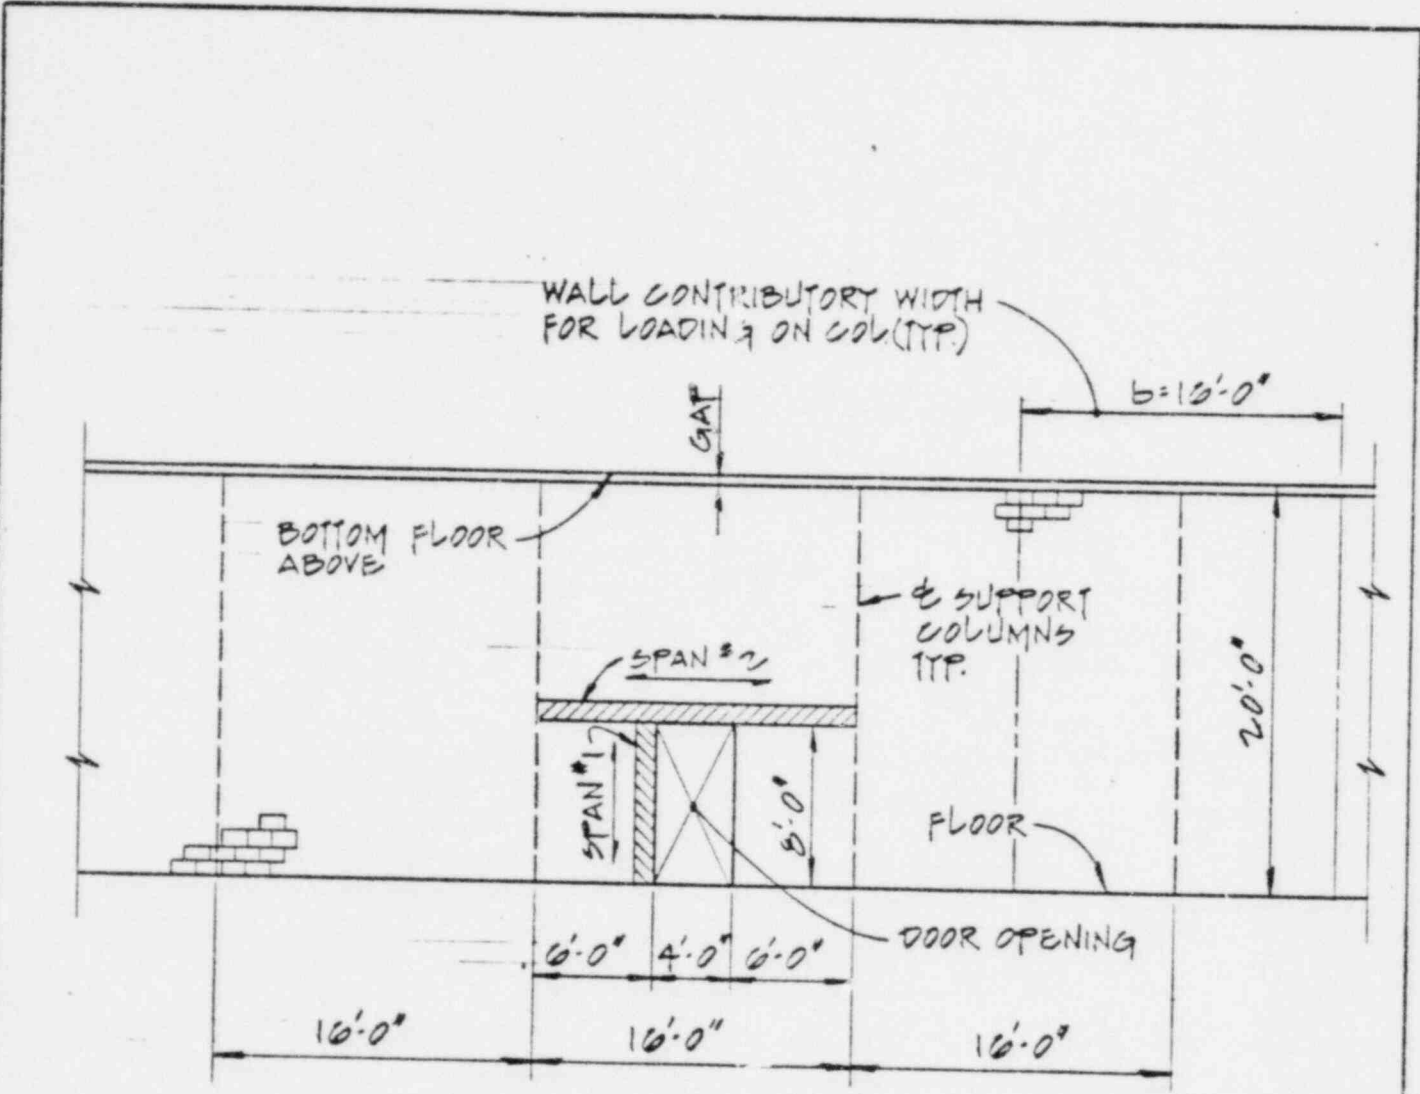 WALL CONTRIBUTORY WIDTH
FOR LOADING ON COL (TYP.)
b=16'-0"
GAP
BOTTOM FLOOR
ABOVE
℄ SUPPORT
COLUMNS
TYP.
SPAN #2
20'-0"
SPAN #1
8'-0"
FLOOR
DOOR OPENING
6'-0" 4'-0" 6'-0"
16'-0" 16'-0" 16'-0"